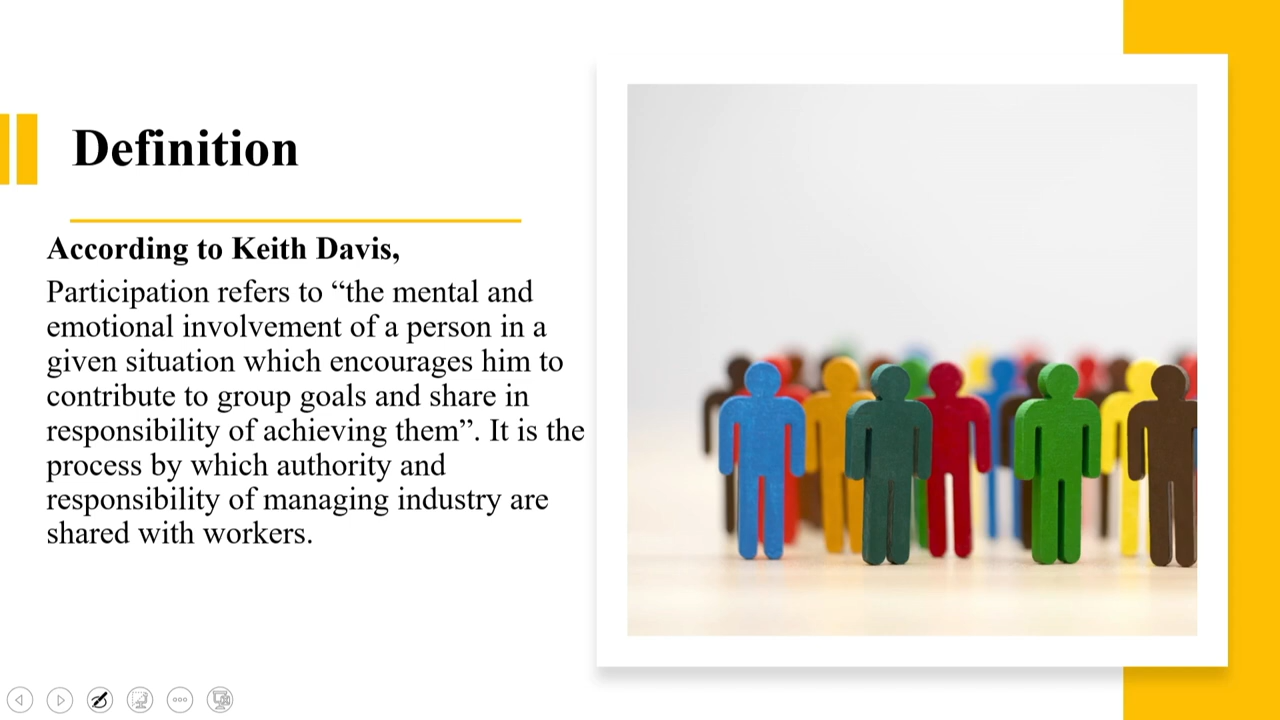 Definition
According to Keith Davis,
Participation refers to “the mental and
emotional involvement of a person in a
given situation which encourages him to
contribute to group goals and share in
responsibility of achieving them”. It is the
process by which authority and
responsibility of managing industry are
shared with workers.